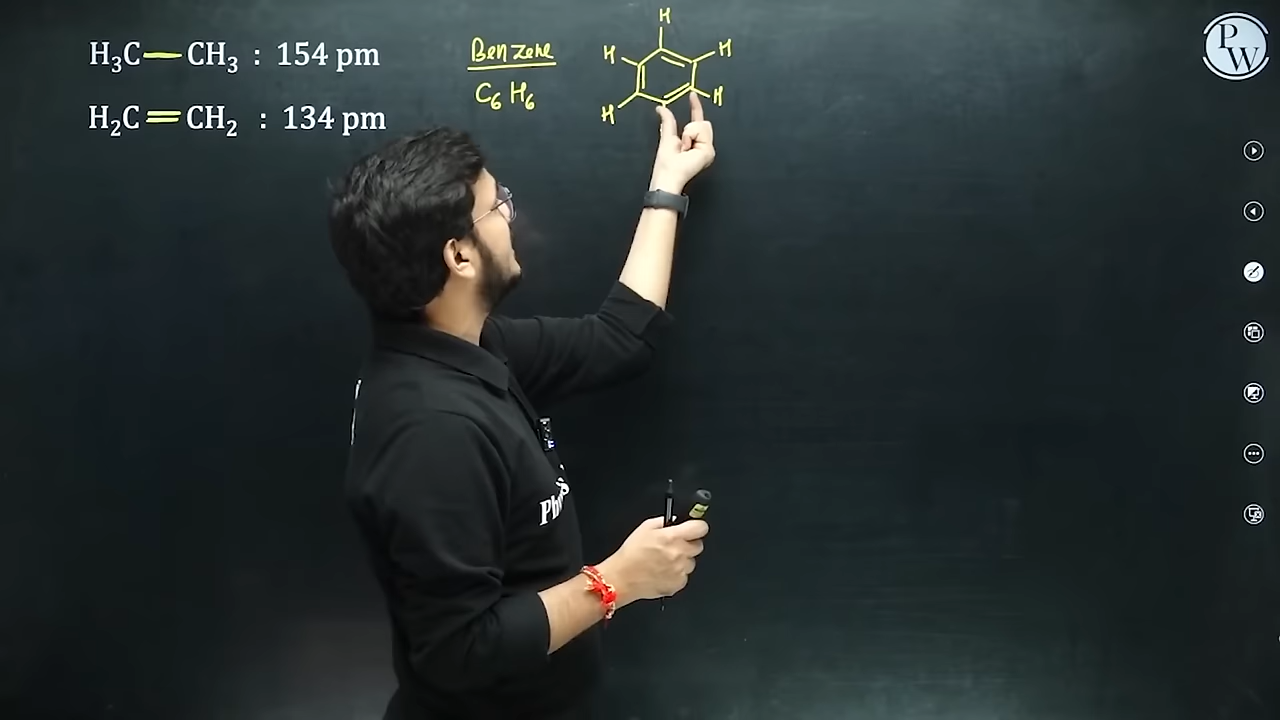 H₃C—CH₃ : 154 pm
H₂C=CH₂ : 134 pm
Benzene
C₆H₆
H
H
H
H
H
PW